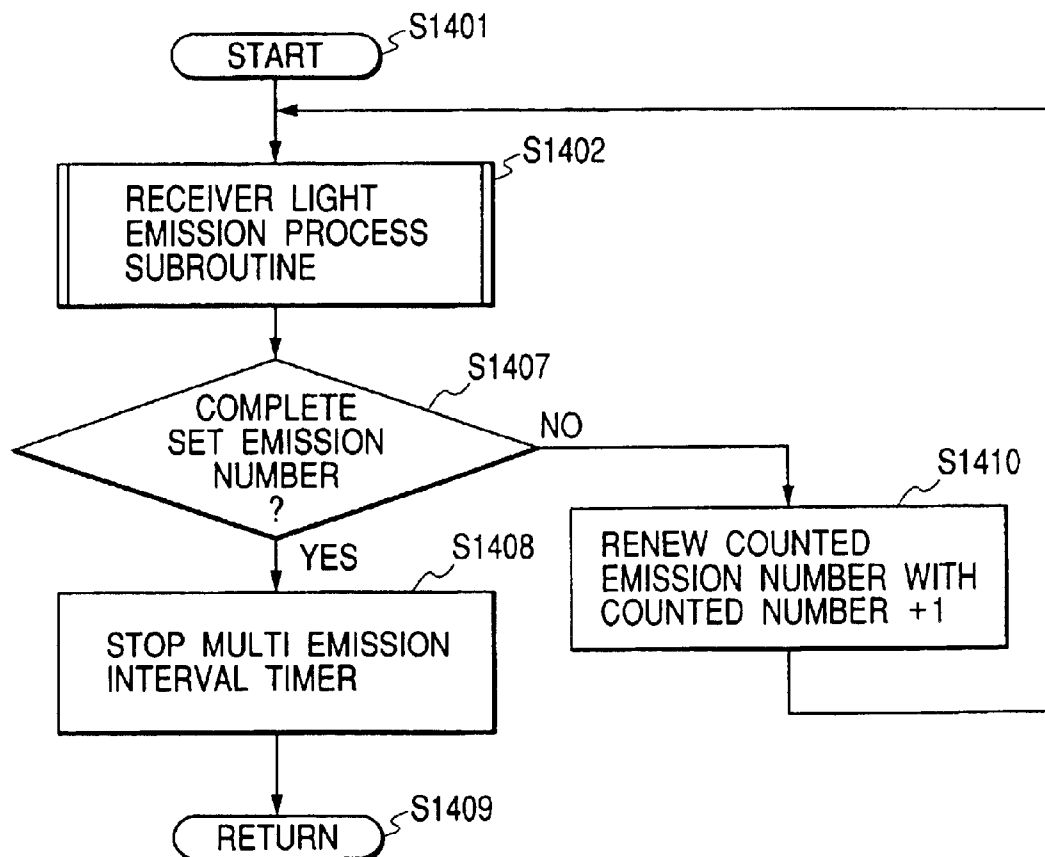 START
S1401
S1402
RECEIVER LIGHT
EMISSION PROCESS
SUBROUTINE
S1407
COMPLETE
SET EMISSION
NUMBER
?
NO
YES
S1410
RENEW COUNTED
EMISSION NUMBER WITH
COUNTED NUMBER +1
S1408
STOP MULTI EMISSION
INTERVAL TIMER
RETURN
S1409